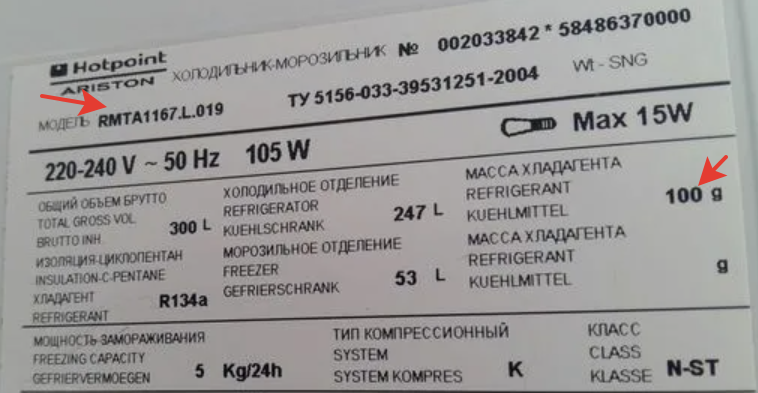 Hotpoint
ARISTON
ХОЛОДИЛЬНИК-МОРОЗИЛЬНИК № 002033842 * 58486370000
МОДЕЛЬ RMTA1167.L.019 ТУ 5156-033-39531251-2004 Wt - SNG
220-240 V ~ 50 Hz 105 W Max 15W
ОБЩИЙ ОБЪЕМ БРУТТО
TOTAL GROSS VOL 300 L
BRUTTO INH.
ХОЛОДИЛЬНОЕ ОТДЕЛЕНИЕ
REFRIGERATOR 247 L
KUEHLSCHRANK
МАССА ХЛАДАГЕНТА
REFRIGERANT 100 g
KUEHLMITTEL
ИЗОЛЯЦИЯ-ЦИКЛОПЕНТАН
INSULATION-C-PENTANE
ХЛАДАГЕНТ R134a
REFRIGERANT
МОРОЗИЛЬНОЕ ОТДЕЛЕНИЕ
FREEZER 53 L
GEFRIERSCHRANK
МАССА ХЛАДАГЕНТА
REFRIGERANT g
KUEHLMITTEL
МОЩНОСТЬ ЗАМОРАЖИВАНИЯ
FREEZING CAPACITY 5 Kg/24h
GEFRIERVERMOEGEN
ТИП КОМПРЕССИОННЫЙ
SYSTEM K
SYSTEM KOMPRES
КЛАСС
CLASS N-ST
KLASSE